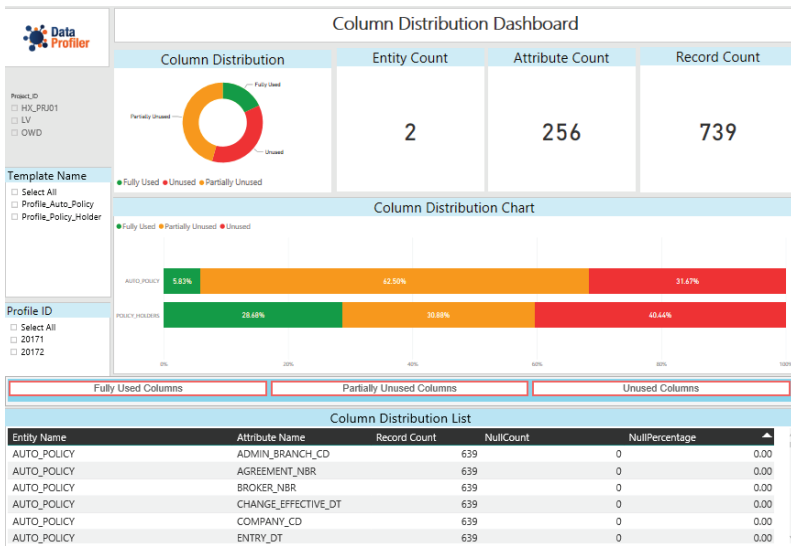 Data
Profiler
Column Distribution Dashboard
Column Distribution
Fully Used
Partially Unused
Unused
Fully Used Unused Partially Unused
Entity Count
2
Attribute Count
256
Record Count
739
Project_ID
HX_PRJ01
LV
OWD
Template Name
Select All
Profile_Auto_Policy
Profile_Policy_Holder
Profile ID
Select All
20171
20172
Column Distribution Chart
Fully Used Partially Unused Unused
AUTO_POLICY 5.83% 62.50% 31.67%
POLICY_HOLDERS 28.68% 30.88% 40.44%
0% 20% 40% 60% 80% 100%
Fully Used Columns Partially Unused Columns Unused Columns
Column Distribution List
Entity Name Attribute Name Record Count NullCount NullPercentage
AUTO_POLICY ADMIN_BRANCH_CD 639 0 0.00
AUTO_POLICY AGREEMENT_NBR 639 0 0.00
AUTO_POLICY BROKER_NBR 639 0 0.00
AUTO_POLICY CHANGE_EFFECTIVE_DT 639 0 0.00
AUTO_POLICY COMPANY_CD 639 0 0.00
AUTO_POLICY ENTRY_DT 639 0 0.00